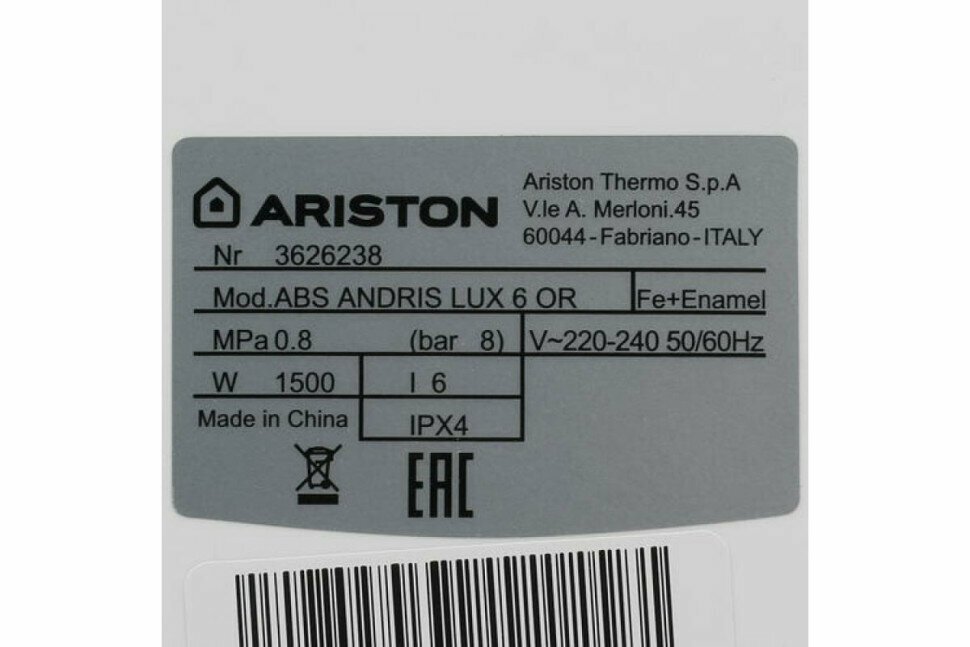 ARISTON
Ariston Thermo S.p.A
V.le A. Merloni.45
60044-Fabriano-ITALY
Nr 3626238
Mod.ABS ANDRIS LUX 6 OR Fe+Enamel
MPa 0.8 (bar 8) V~220-240 50/60Hz
W 1500 l 6
Made in China IPX4
EAC